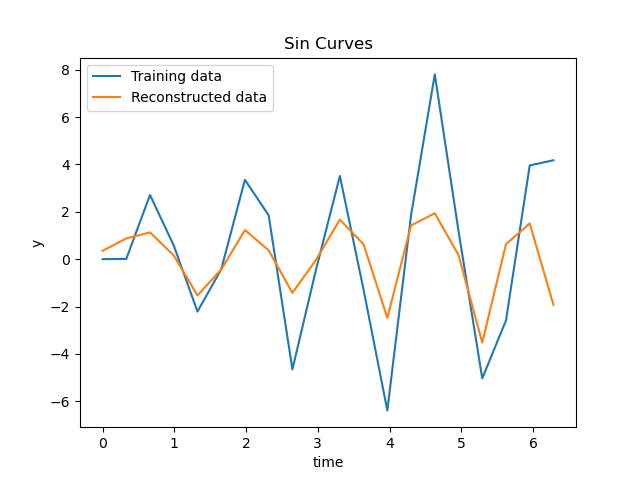 Sin Curves
Training data
Reconstructed data
y
8
6
4
2
0
−2
−4
−6
0 1 2 3 4 5 6
time